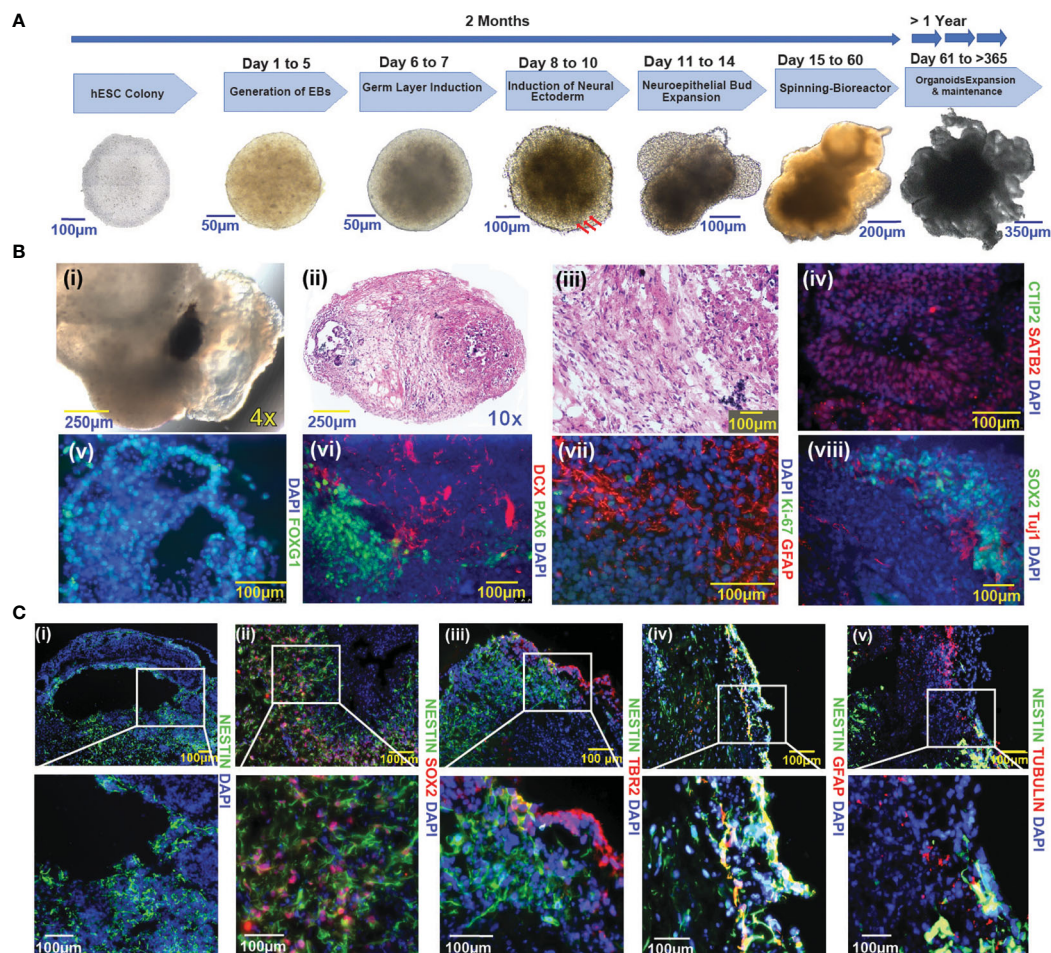 A
2 Months
> 1 Year
Day 1 to 5
Day 6 to 7
Day 8 to 10
Day 11 to 14
Day 15 to 60
Day 61 to >365
hESC Colony
Generation of EBs
Germ Layer Induction
Induction of Neural
Ectoderm
Neuroepithelial Bud
Expansion
Spinning-Bioreactor
OrganoidsExpansion
& maintenance
100µm
50µm
50µm
100µm
100µm
200µm
350µm
B
(i)
250µm
4x
(ii)
250µm
10x
(iii)
100µm
(iv)
100µm
CTIP2 SATB2 DAPI
(v)
100µm
DAPI FOXG1
(vi)
100µm
DCX PAX6 DAPI
(vii)
100µm
DAPI Ki-67 GFAP
(viii)
100µm
SOX2 Tuj1 DAPI
C
(i)
100µm
100µm
NESTIN DAPI
(ii)
100µm
100µm
NESTIN SOX2 DAPI
(iii)
100 µm
100µm
NESTIN TBR2 DAPI
(iv)
100µm
100µm
NESTIN GFAP DAPI
(v)
100µm
100µm
NESTIN TUBULIN DAPI